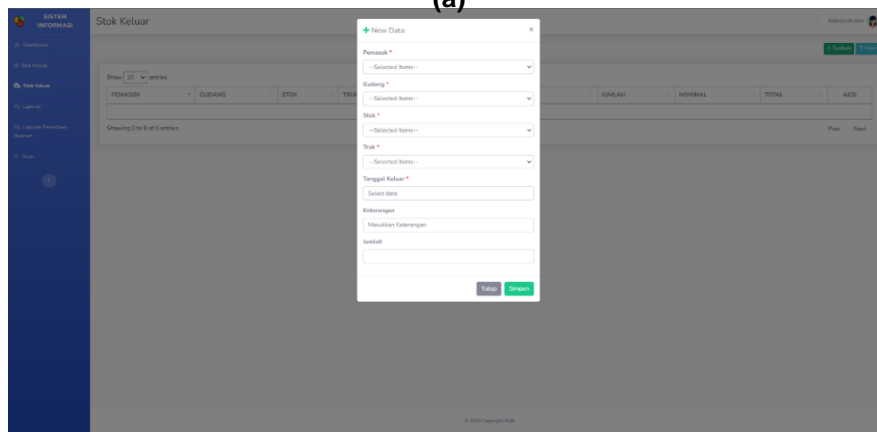 (a)
SISTEM
INFORMASI
Stok Keluar
Administrator
Dashboard
Stok Masuk
Stok Keluar
Laporan
Laporan Persediaan
Show 10 entries
PEMASOK GUDANG STOK JUMLAH NOMINAL TOTAL AKSI
Showing 0 to 0 of 0 entries
Prev Next
+ New Data ×
Pemasok *
--Selected Items--
Gudang *
--Selected Items--
Stok *
--Selected Items--
Truk *
--Selected Items--
Tanggal Keluar *
Select date
Keterangan
Masukkan Keterangan
Jumlah
Tutup Simpan